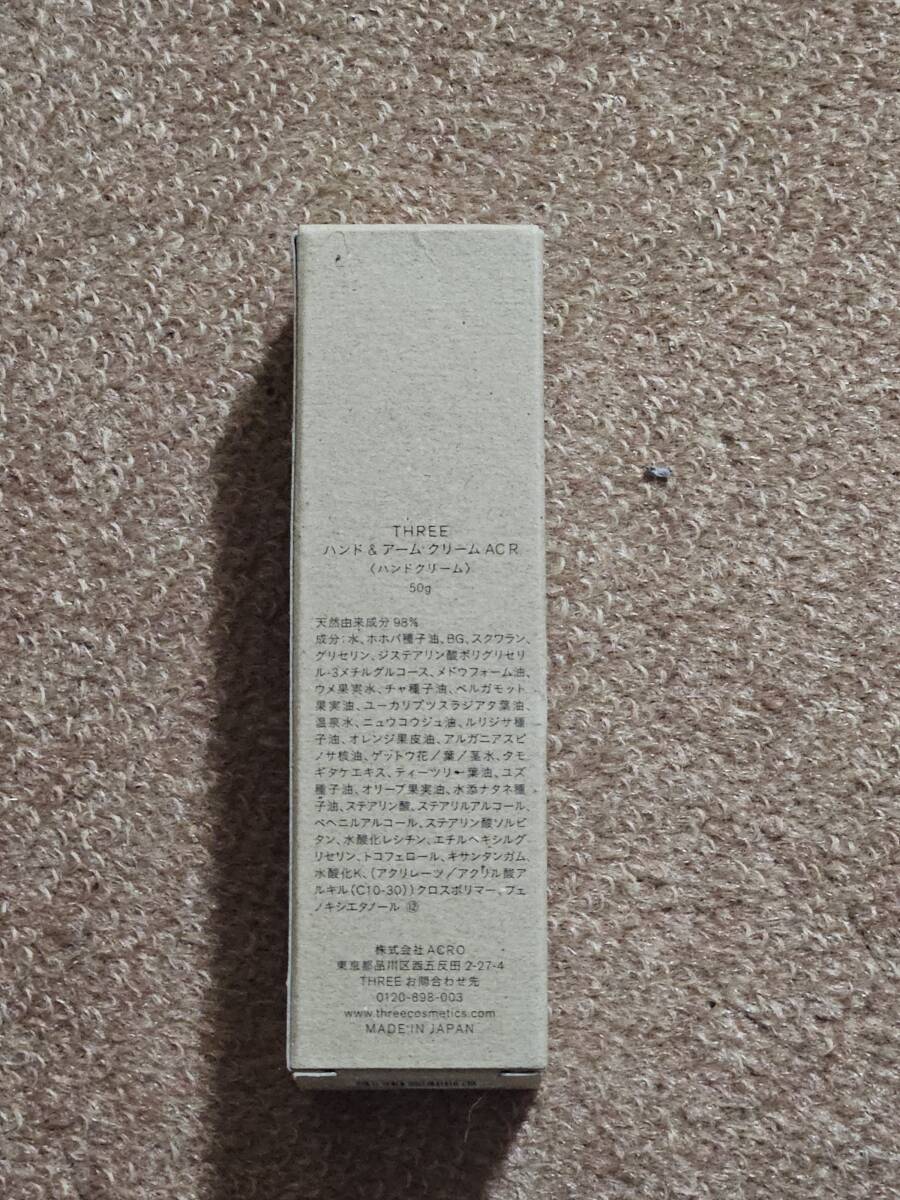 THREE
ハンド & アーム クリーム AC R
〈ハンドクリーム〉
50g
天然由来成分 98%
成分：水、ホホバ種子油、BG、スクワラン、
グリセリン、ジステアリン酸ポリグリセリ
ル-3メチルグルコース、メドウフォーム油、
ウメ果実水、チャ種子油、ベルガモット
果実油、ユーカリプツスラジアタ葉油、
温泉水、ニュウコウジュ油、ルリジサ種
子油、オレンジ果皮油、アルガニアスピ
ノサ核油、ゲットウ花／葉／茎水、タモ
ギタケエキス、ティーツリー葉油、ユズ
種子油、オリーブ果実油、水添ナタネ種
子油、ステアリン酸、ステアリルアルコール、
ベヘニルアルコール、ステアリン酸ソルビ
タン、水酸化レシチン、エチルヘキシルグ
リセリン、トコフェロール、キサンタンガム、
水酸化K、（アクリレーツ／アクリル酸ア
ルキル（C10-30））クロスポリマー、フェ
ノキシエタノール ⑫
株式会社 ACRO
東京都品川区西五反田 2-27-4
THREE お問合わせ先
0120-898-003
www.threecosmetics.com
MADE IN JAPAN